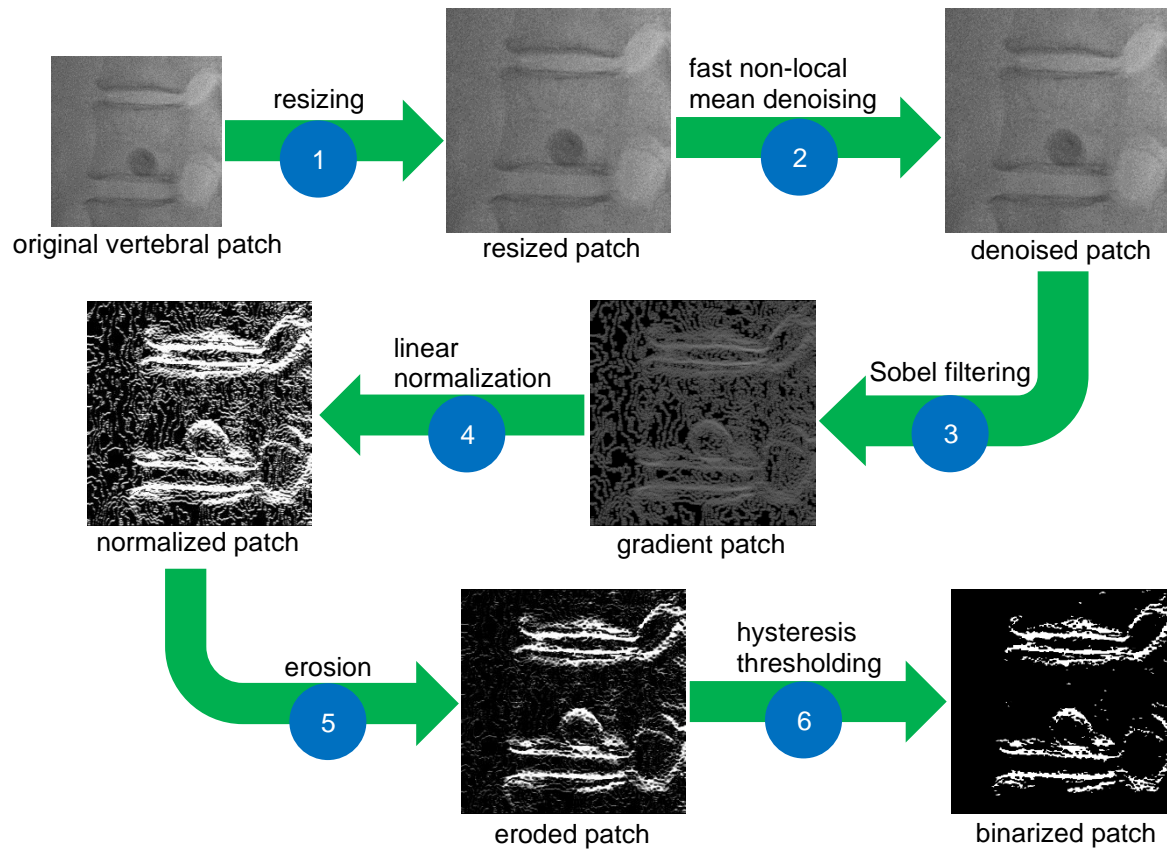 resizing
1
fast non-local
mean denoising
2
original vertebral patch
resized patch
denoised patch
Sobel filtering
3
linear
normalization
4
normalized patch
gradient patch
erosion
5
hysteresis
thresholding
6
eroded patch
binarized patch